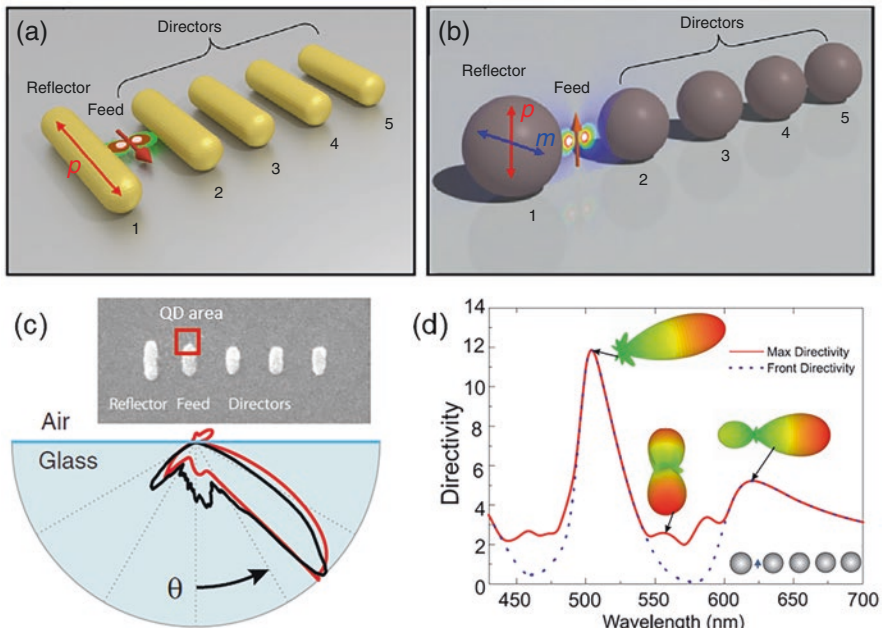 (a)
Directors
Reflector
Feed
p
1
2
3
4
5
(b)
Directors
Reflector
Feed
p
m
1
2
3
4
5
(c)
QD area
Reflector Feed Directors
Air
Glass
θ
(d)
14
12
10
8
6
4
2
0
Directivity
Max Directivity
Front Directivity
450 500 550 600 650 700
Wavelength (nm)